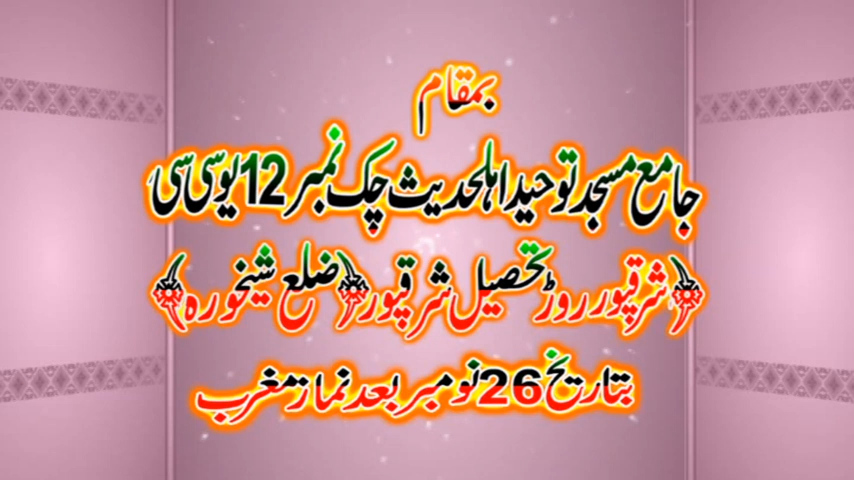 بمقام
جامع مسجد توحید اہلحدیث چک نمبر 12 یو سی سی
﴿شرقپور روڑ تحصیل شرقپور﴿ضلع شیخورہ﴾
بتاریخ 26 نومبر بعد نماز مغرب